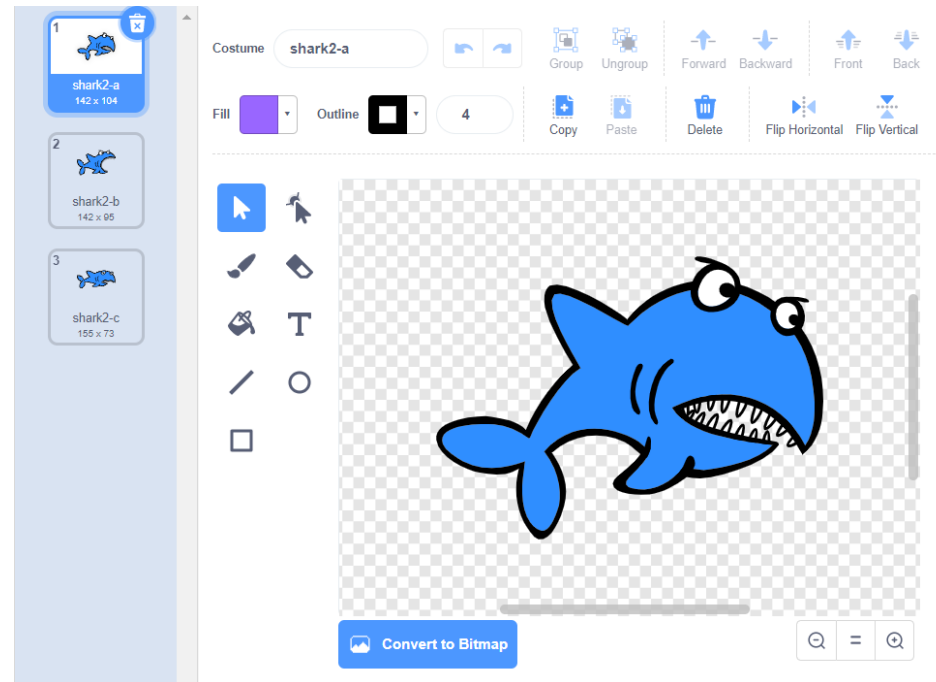 1
shark2-a
142 x 104
2
shark2-b
142 x 95
3
shark2-c
155 x 73
Costume shark2-a
Group Ungroup Forward Backward Front Back
Fill Outline 4
Copy Paste Delete Flip Horizontal Flip Vertical
T
Convert to Bitmap